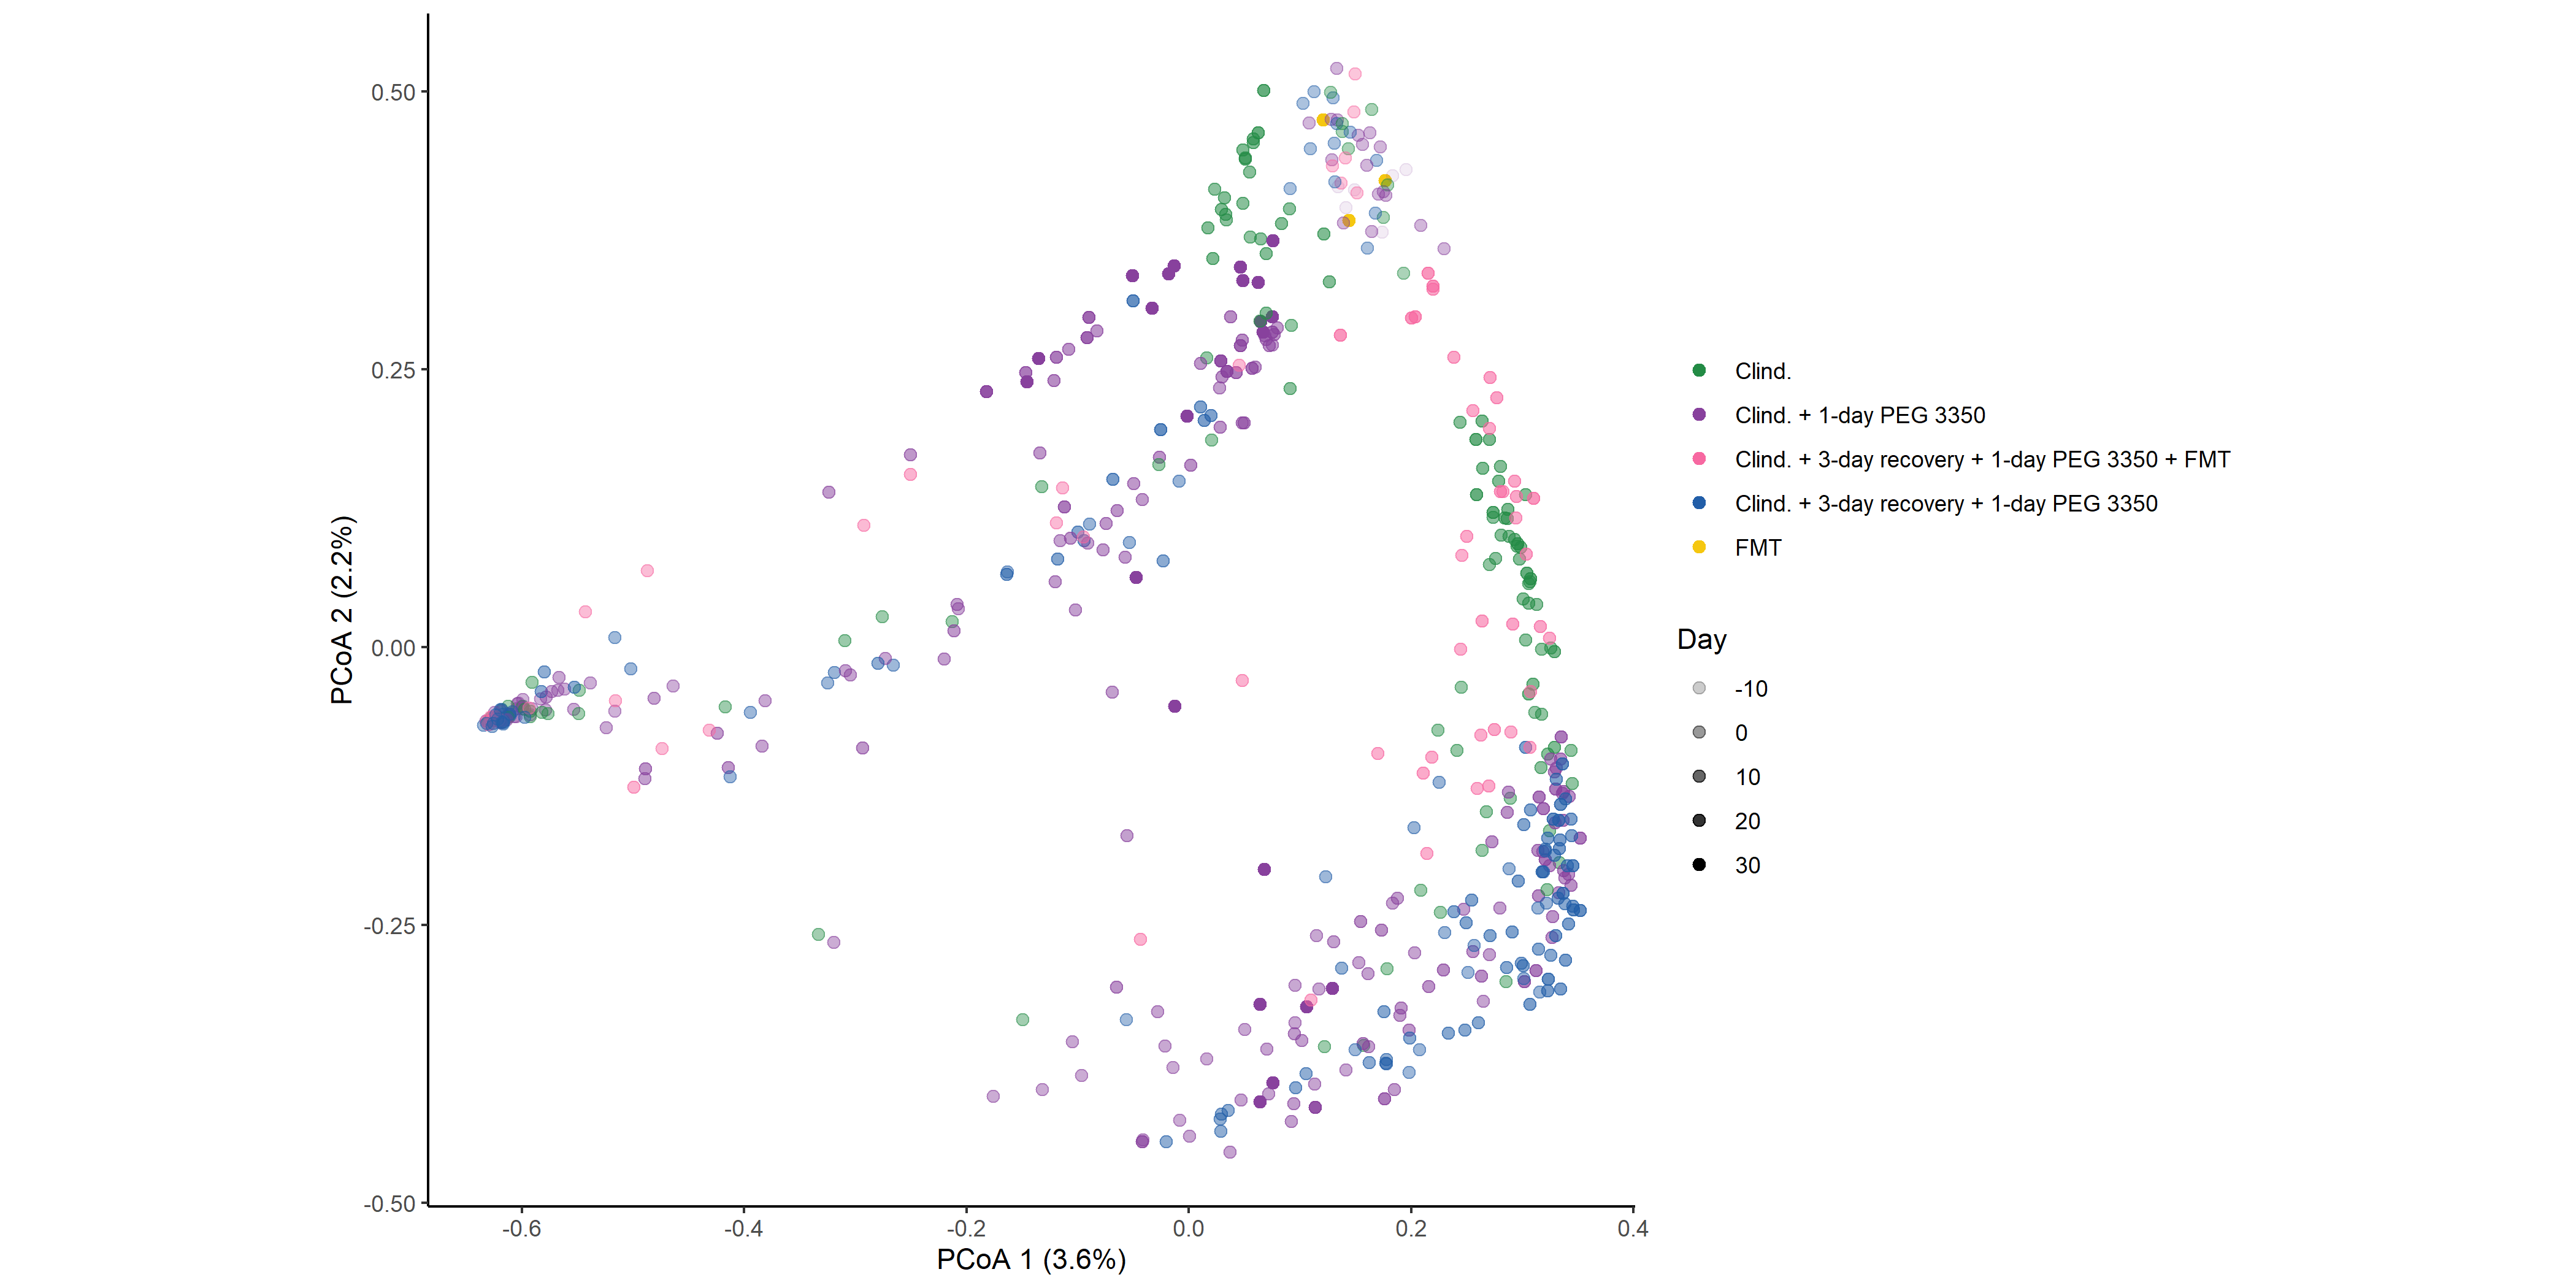 0.50
0.25
0.00
-0.25
-0.50
PCoA 2 (2.2%)
-0.6
-0.4
-0.2
0.0
0.2
0.4
PCoA 1 (3.6%)
Clind.
Clind. + 1-day PEG 3350
Clind. + 3-day recovery + 1-day PEG 3350 + FMT
Clind. + 3-day recovery + 1-day PEG 3350
FMT
Day
-10
0
10
20
30